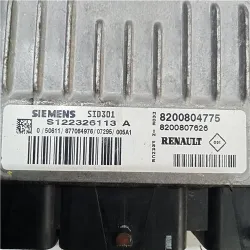 SIEMENS SID301
S122326113 A
8200804775
8200807626
RENAULT